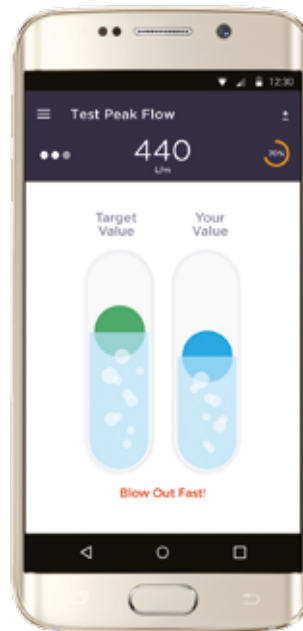 12:30
Test Peak Flow
440
L/m
70%
Target
Value
Your
Value
Blow Out Fast!